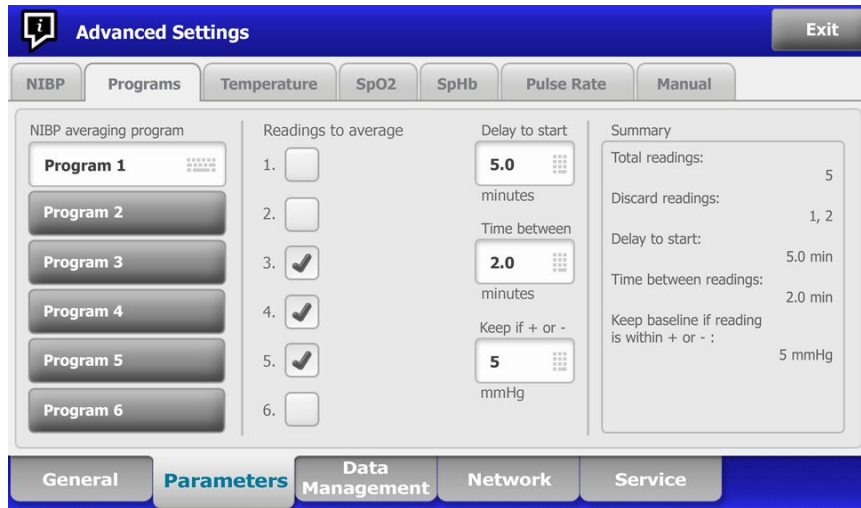 Advanced Settings
Exit
NIBP
Programs
Temperature
SpO2
SpHb
Pulse Rate
Manual
NIBP averaging program
Program 1
Program 2
Program 3
Program 4
Program 5
Program 6
Readings to average
1.
2.
3.
4.
5.
6.
Delay to start
5.0
minutes
Time between
2.0
minutes
Keep if + or -
5
mmHg
Summary
Total readings:
5
Discard readings:
1, 2
Delay to start:
5.0 min
Time between readings:
2.0 min
Keep baseline if reading
is within + or - :
5 mmHg
General
Parameters
Data
Management
Network
Service